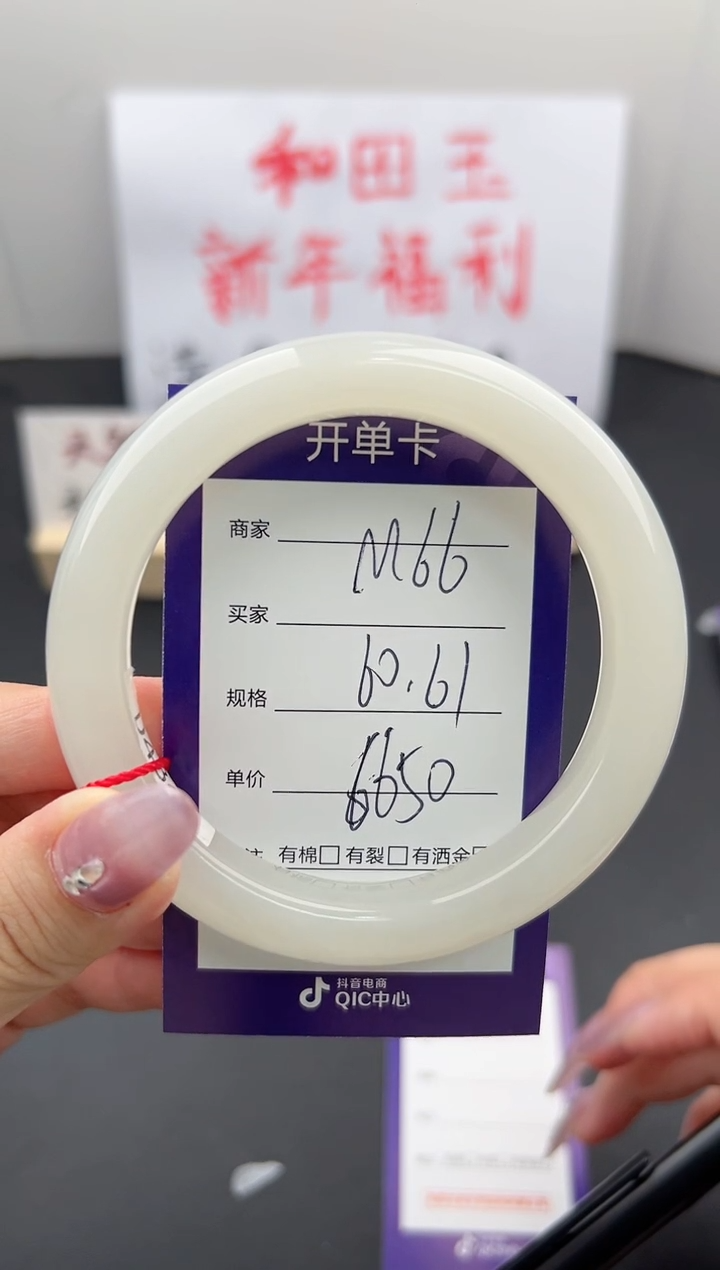 和田玉
新年福利
开单卡
商家 M66
买家
规格 60.61
单价 6650
有棉□ 有裂□ 有洒金□
抖音电商
QIC中心